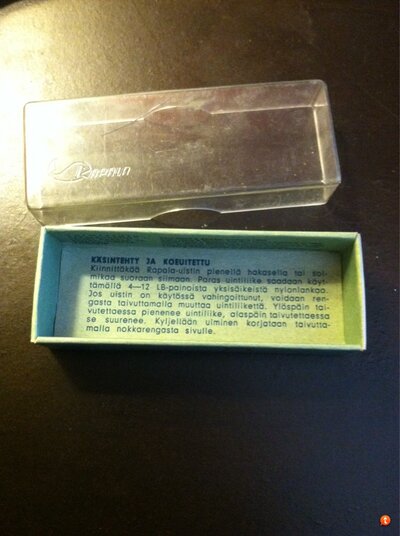 Rapala
KÄSINTEHTY JA KOEUITETTU
Kiinnittäkää Rapala-uistin pienellä hakasella tai sol-
mikaa suoraan siimaan. Paras uintiliike saadaan käyt-
tämällä 4—12 LB-painoista yksisäikeistä nylonlankaa.
Jos uistin on käytössä vahingoittunut, voidaan ren-
gasta taivuttamalla muuttaa uintiliikettä. Ylöspäin tai-
vutettaessa pienenee uintiliike, alaspäin taivutettaessa
se suurenee. Kyljellään uiminen korjataan taivutta-
malla nokkarengasta sivulle.